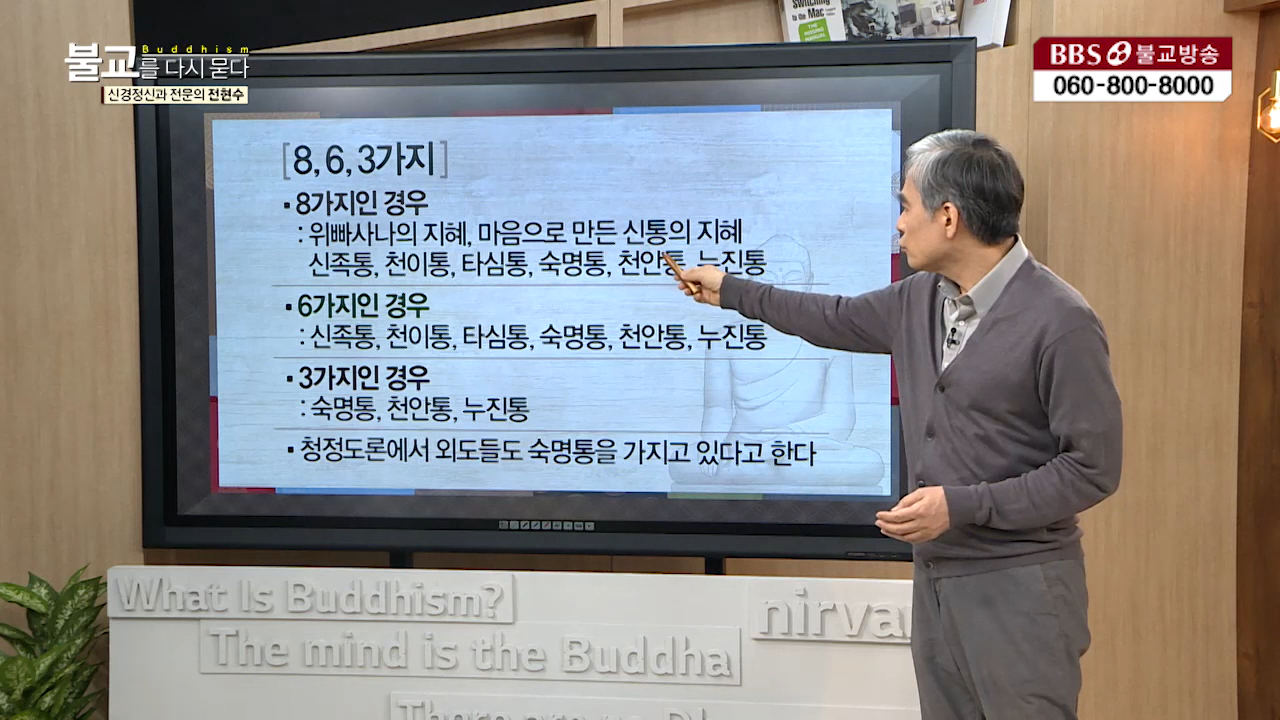 Switching
to the Mac
THE
MISSING
MANUAL
Buddhism
불교를 다시 묻다
신경정신과 전문의 전현수
BBS 불교방송
060-800-8000
[8, 6, 3가지]
▪ 8가지인 경우
: 위빠사나의 지혜, 마음으로 만든 신통의 지혜
신족통, 천이통, 타심통, 숙명통, 천안통, 누진통
▪ 6가지인 경우
: 신족통, 천이통, 타심통, 숙명통, 천안통, 누진통
▪ 3가지인 경우
: 숙명통, 천안통, 누진통
▪ 청정도론에서 외도들도 숙명통을 가지고 있다고 한다
What Is Buddhism?
nirva
The mind is the Buddha